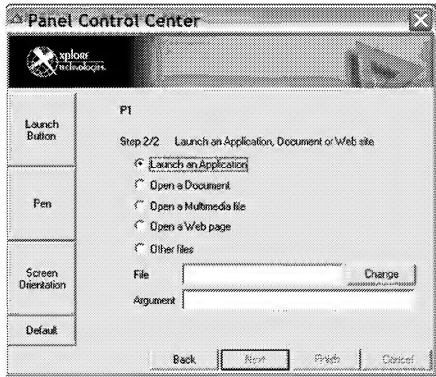 Panel Control Center
xplore
technologies.
P1
Launch
Button
Step 2/2 Launch an Application, Document or Web site
Launch an Application
Open a Document
Pen
Open a Multimedia file
Open a Web page
Other files
Screen
Orientation
File
Change
Argument
Default
Back Next Finish Cancel